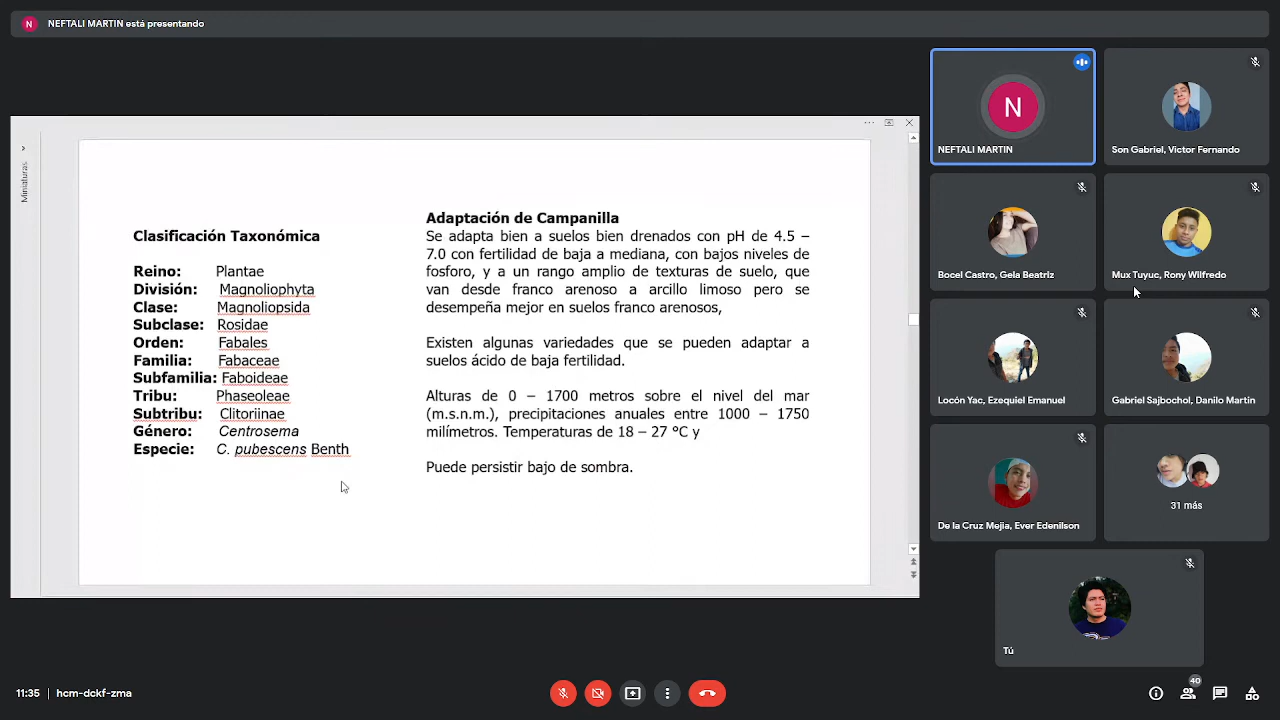 N NEFTALI MARTIN está presentando
Miniaturas
Clasificación Taxonómica
Reino: Plantae
División: Magnoliophyta
Clase: Magnoliopsida
Subclase: Rosidae
Orden: Fabales
Familia: Fabaceae
Subfamilia: Faboideae
Tribu: Phaseoleae
Subtribu: Clitoriinae
Género: Centrosema
Especie: C. pubescens Benth
Adaptación de Campanilla
Se adapta bien a suelos bien drenados con pH de 4.5 –
7.0 con fertilidad de baja a mediana, con bajos niveles de
fosforo, y a un rango amplio de texturas de suelo, que
van desde franco arenoso a arcillo limoso pero se
desempeña mejor en suelos franco arenosos,
Existen algunas variedades que se pueden adaptar a
suelos ácido de baja fertilidad.
Alturas de 0 – 1700 metros sobre el nivel del mar
(m.s.n.m.), precipitaciones anuales entre 1000 – 1750
milímetros. Temperaturas de 18 – 27 °C y
Puede persistir bajo de sombra.
N
NEFTALI MARTIN
Son Gabriel, Victor Fernando
Bocel Castro, Gela Beatriz
Mux Tuyuc, Rony Wilfredo
Locón Yac, Ezequiel Emanuel
Gabriel Sajbochol, Danilo Martin
De la Cruz Mejia, Ever Edenilson
31 más
Tú
11:35 hcm-dckf-zma
40